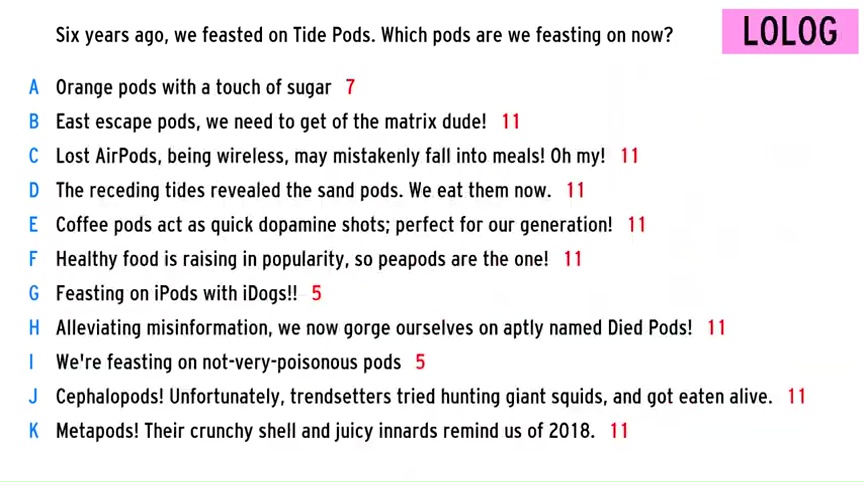 Six years ago, we feasted on Tide Pods. Which pods are we feasting on now?
LOLOG
A Orange pods with a touch of sugar 7
B East escape pods, we need to get of the matrix dude! 11
C Lost AirPods, being wireless, may mistakenly fall into meals! Oh my! 11
D The receding tides revealed the sand pods. We eat them now. 11
E Coffee pods act as quick dopamine shots; perfect for our generation! 11
F Healthy food is raising in popularity, so peapods are the one! 11
G Feasting on iPods with iDogs!! 5
H Alleviating misinformation, we now gorge ourselves on aptly named Died Pods! 11
I We're feasting on not-very-poisonous pods 5
J Cephalopods! Unfortunately, trendsetters tried hunting giant squids, and got eaten alive. 11
K Metapods! Their crunchy shell and juicy innards remind us of 2018. 11